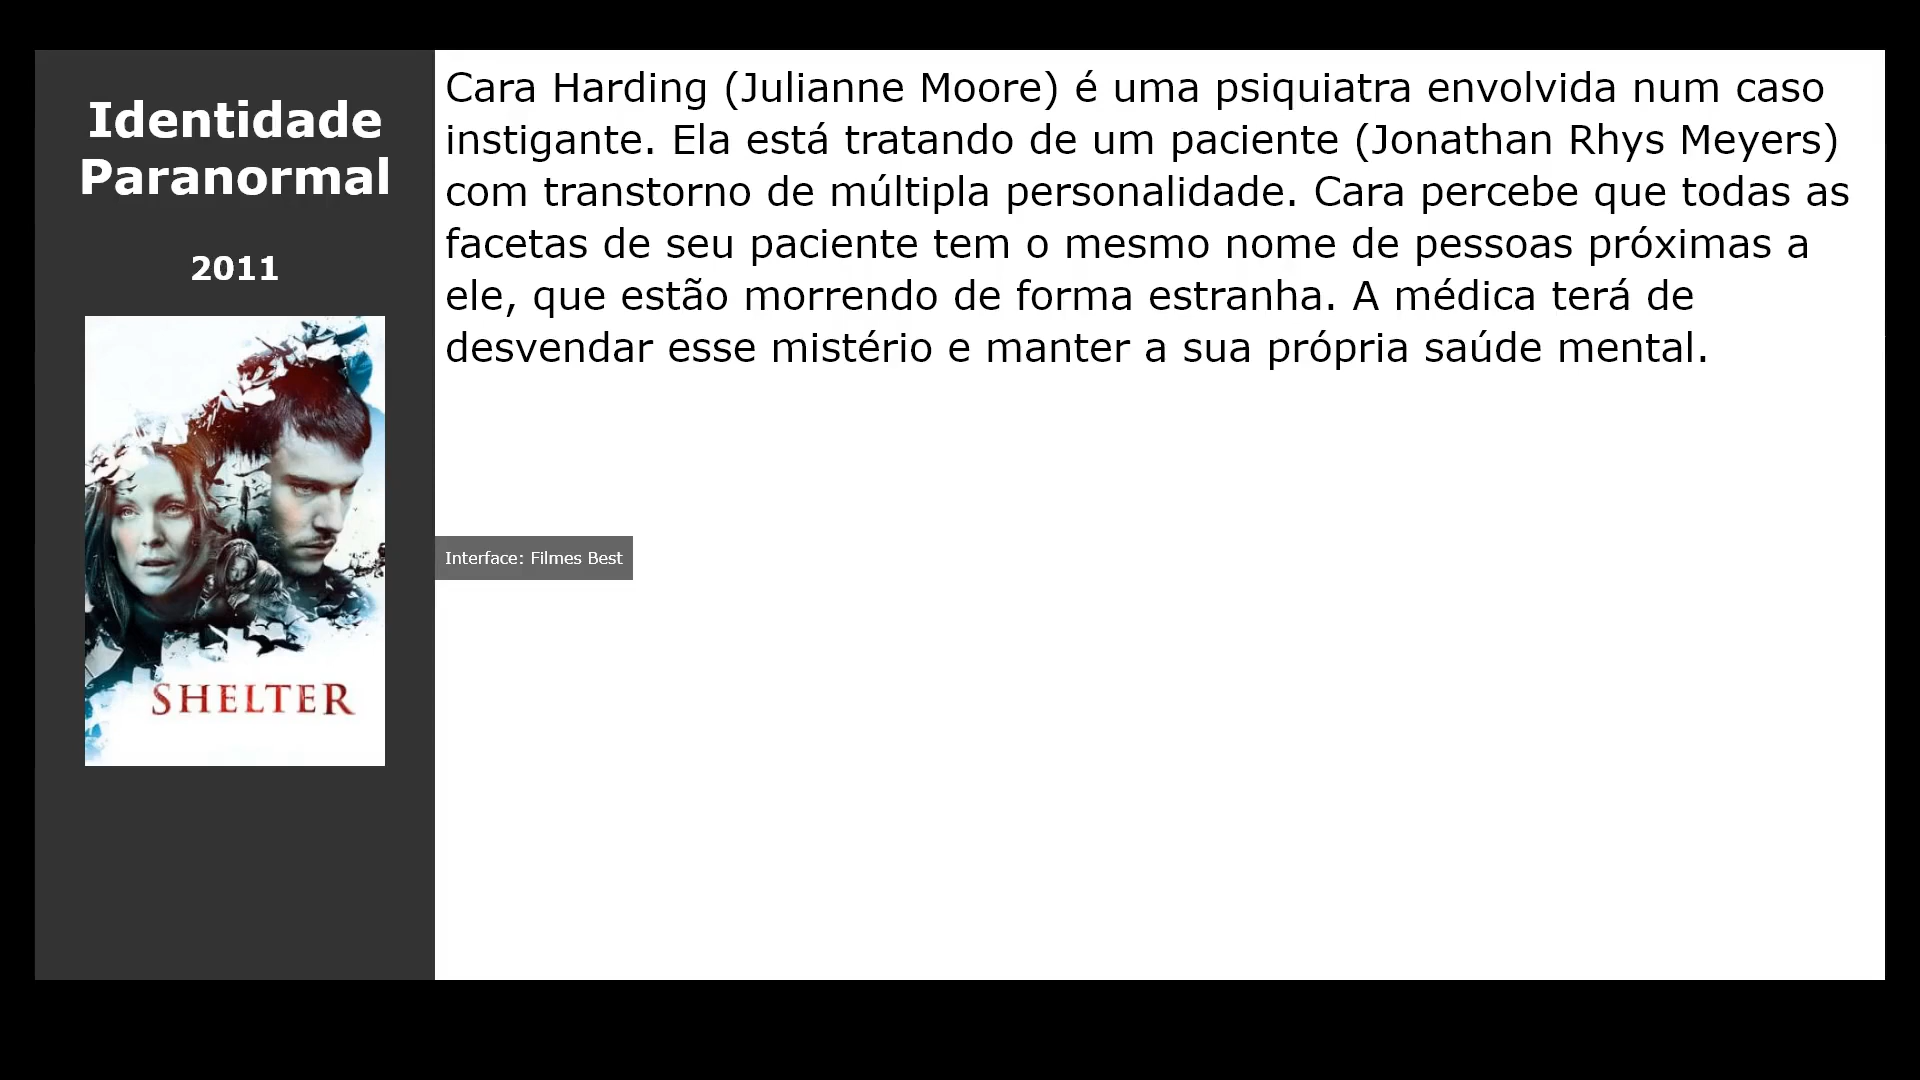 Identidade
Paranormal
2011
SHELTER
Cara Harding (Julianne Moore) é uma psiquiatra envolvida num caso
instigante. Ela está tratando de um paciente (Jonathan Rhys Meyers)
com transtorno de múltipla personalidade. Cara percebe que todas as
facetas de seu paciente tem o mesmo nome de pessoas próximas a
ele, que estão morrendo de forma estranha. A médica terá de
desvendar esse mistério e manter a sua própria saúde mental.
Interface: Filmes Best